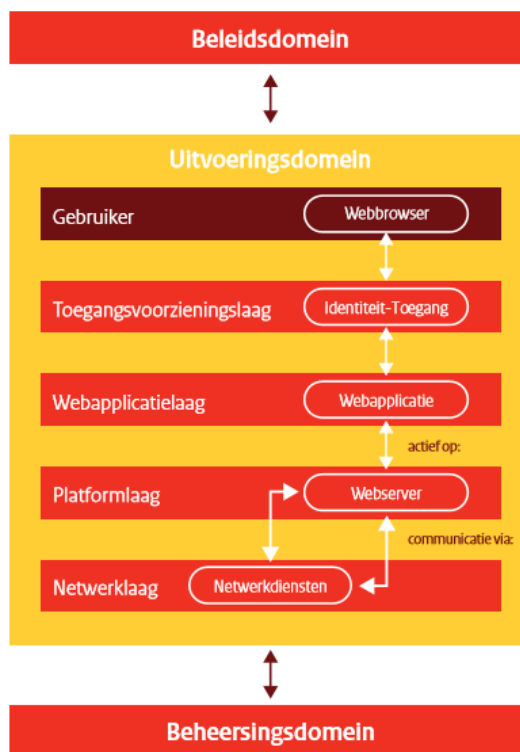 Beleidsdomein
Uitvoeringsdomein
Gebruiker
Webbrowser
Toegangsvoorzieningslaag
Identiteit-Toegang
Webapplicatielaag
Webapplicatie
actief op:
Platformlaag
Webserver
communicatie via:
Netwerklaag
Netwerkdiensten
Beheersingsdomein